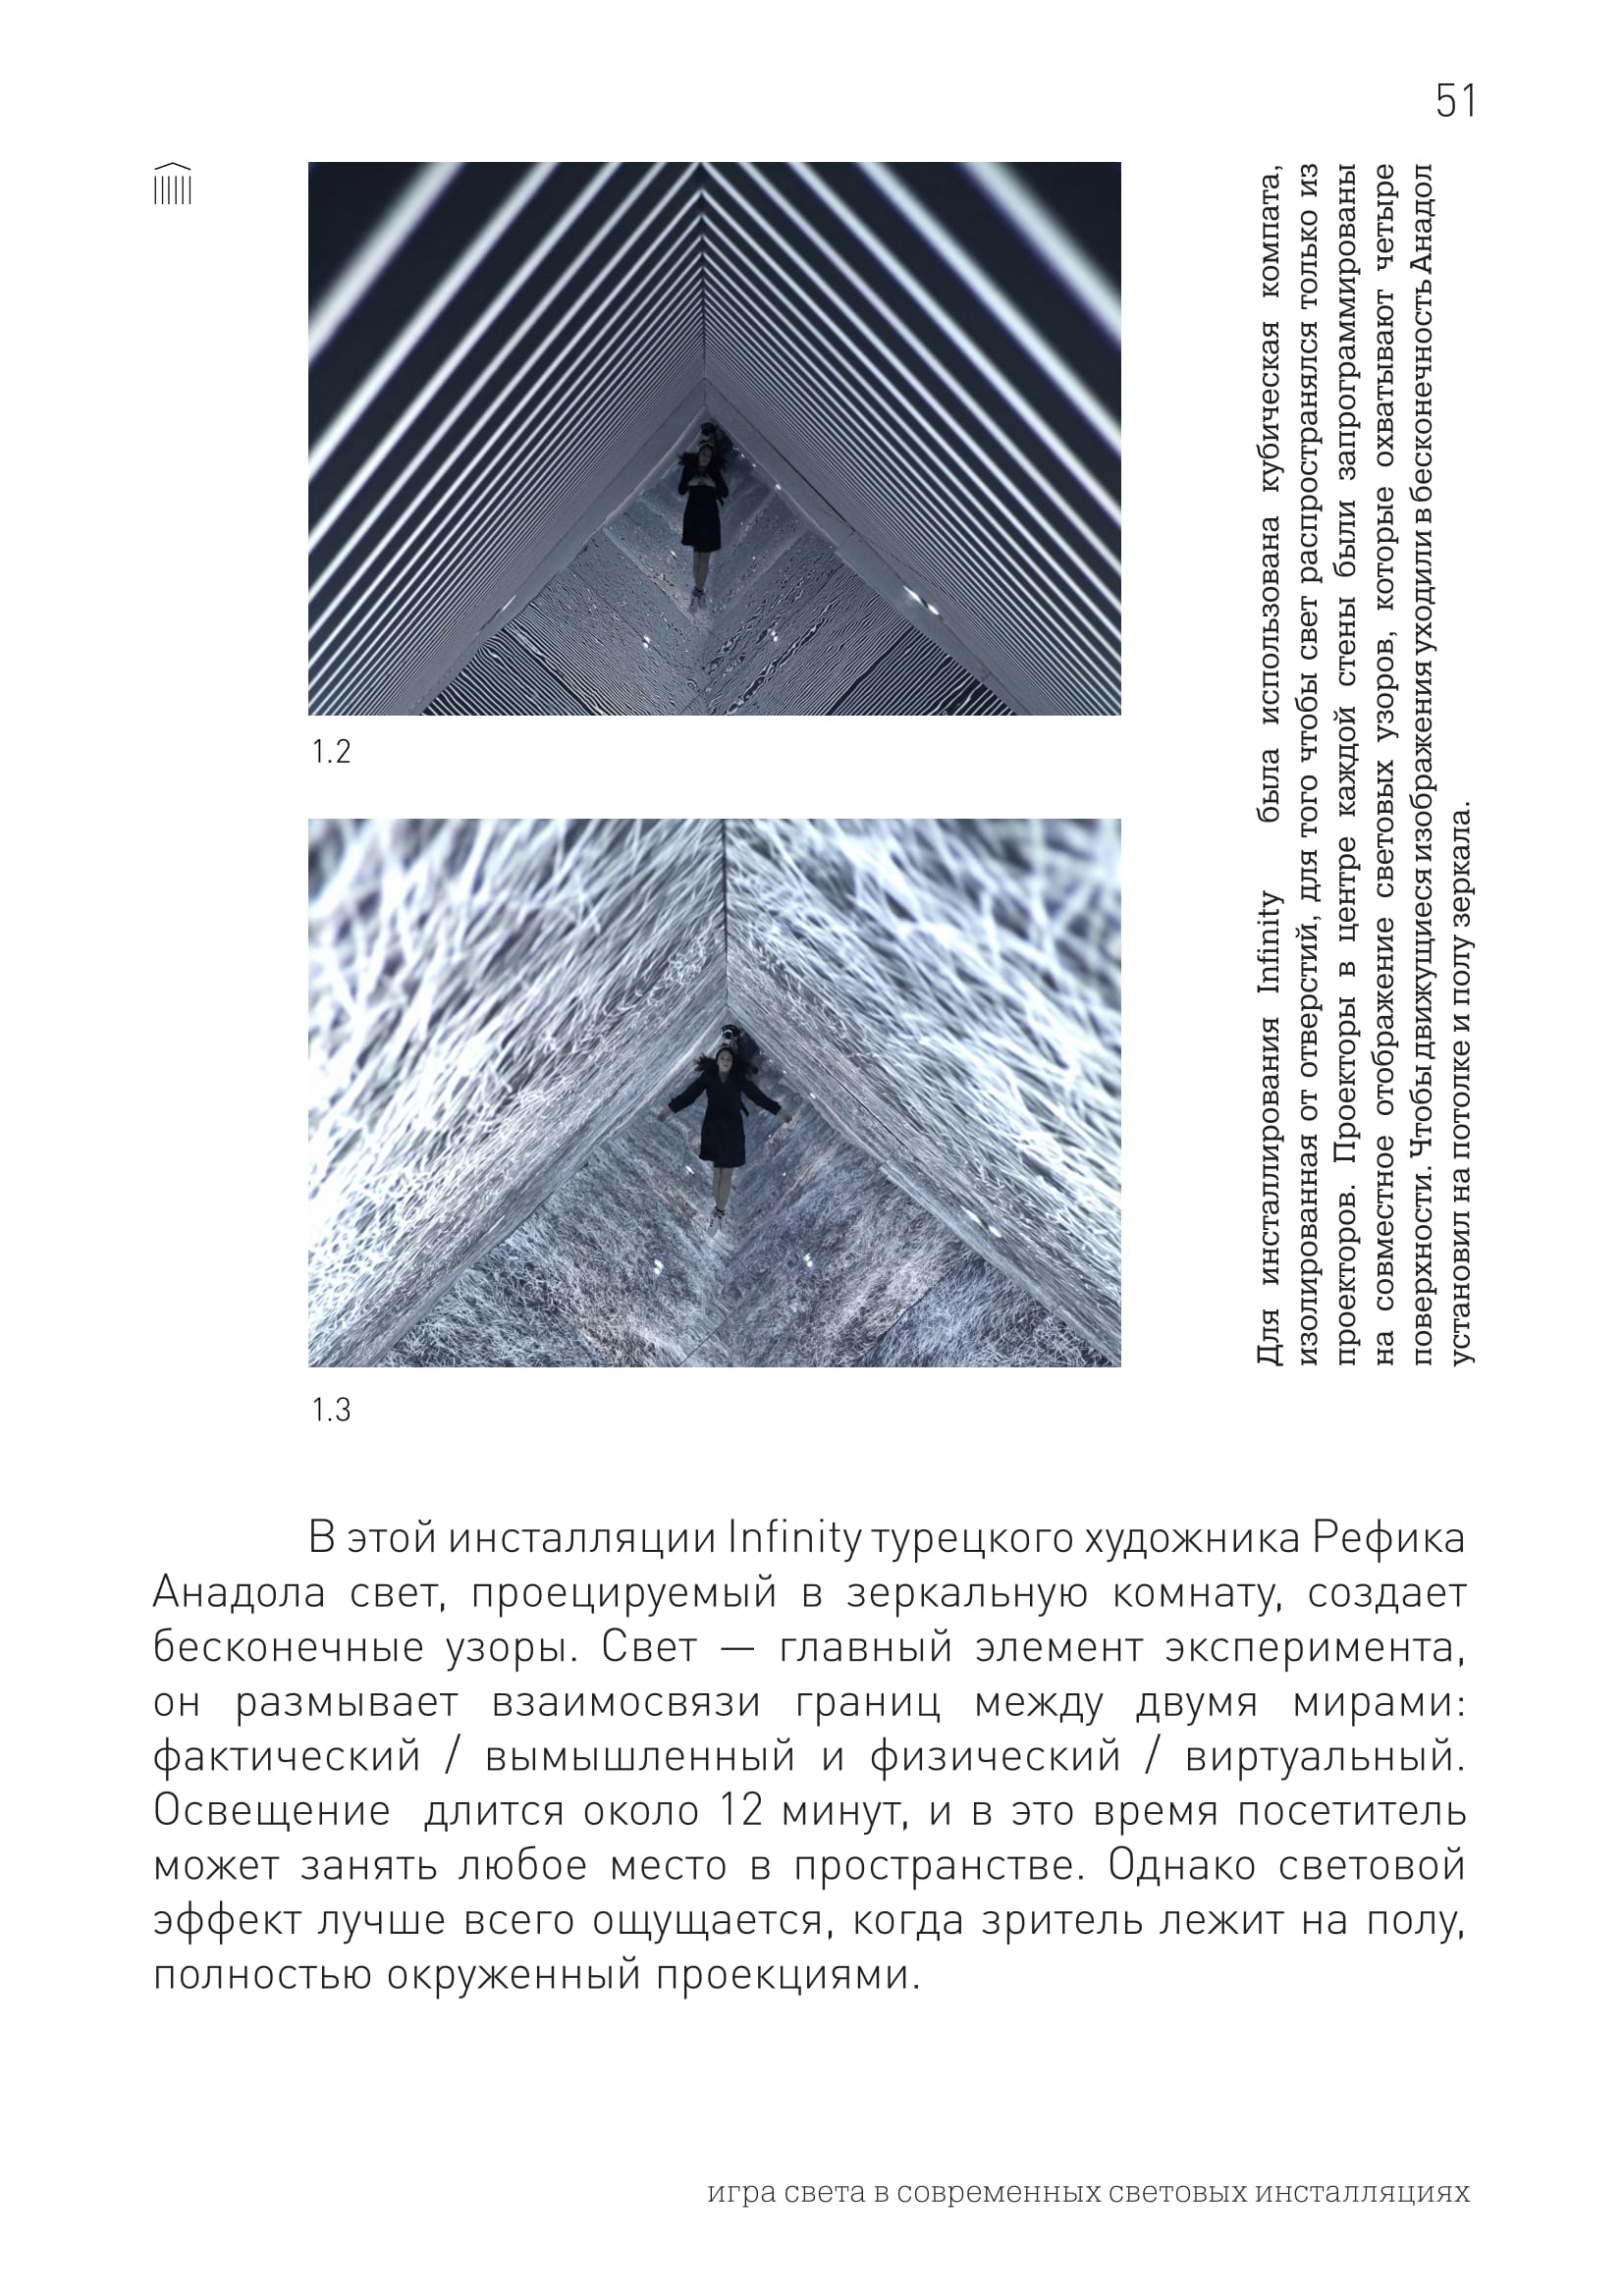 51
1.2
1.3
Для инсталлирования Infinity была использована кубическая компата,
изолированная от отверстий, для того чтобы свет распространялся только из
проекторов. Проекторы в центре каждой стены были запрограммированы
на совместное отображение световых узоров, которые охватывают четыре
поверхности. Чтобы движущиеся изображения уходили в бесконечность Анадол
установил на потолке и полу зеркала.
В этой инсталляции Infinity турецкого художника Рефика
Анадола свет, проецируемый в зеркальную комнату, создает
бесконечные узоры. Свет — главный элемент эксперимента,
он размывает взаимосвязи границ между двумя мирами:
фактический / вымышленный и физический / виртуальный.
Освещение длится около 12 минут, и в это время посетитель
может занять любое место в пространстве. Однако световой
эффект лучше всего ощущается, когда зритель лежит на полу,
полностью окруженный проекциями.
игра света в современных световых инсталляциях